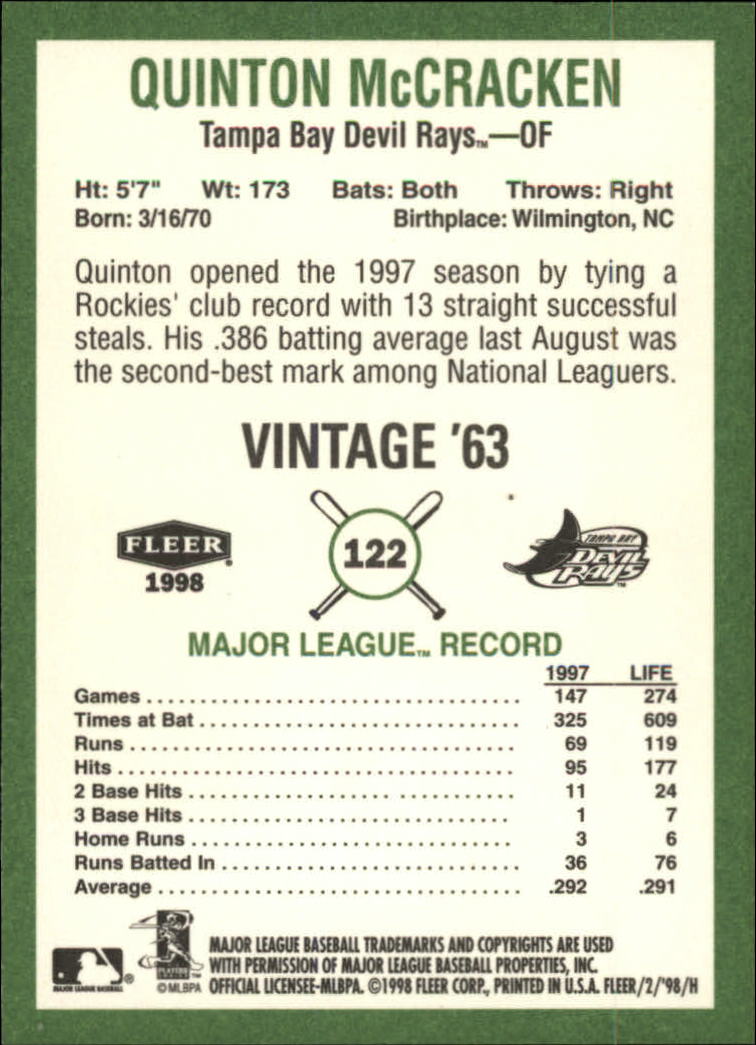 QUINTON McCRACKEN
Tampa Bay Devil Rays™—OF
Ht: 5'7" Wt: 173 Bats: Both Throws: Right
Born: 3/16/70 Birthplace: Wilmington, NC
Quinton opened the 1997 season by tying a
Rockies' club record with 13 straight successful
steals. His .386 batting average last August was
the second-best mark among National Leaguers.
VINTAGE '63
FLEER®
1998
122
TAMPA BAY
DEVIL
RAYS™
MAJOR LEAGUE™ RECORD
1997 LIFE
Games 147 274
Times at Bat 325 609
Runs 69 119
Hits 95 177
2 Base Hits 11 24
3 Base Hits 1 7
Home Runs 3 6
Runs Batted In 36 76
Average .292 .291
MAJOR LEAGUE BASEBALL®
©MLBPA
MAJOR LEAGUE BASEBALL TRADEMARKS AND COPYRIGHTS ARE USED
WITH PERMISSION OF MAJOR LEAGUE BASEBALL PROPERTIES, INC.
OFFICIAL LICENSEE-MLBPA. ©1998 FLEER CORP., PRINTED IN U.S.A. FLEER/2/'98/H